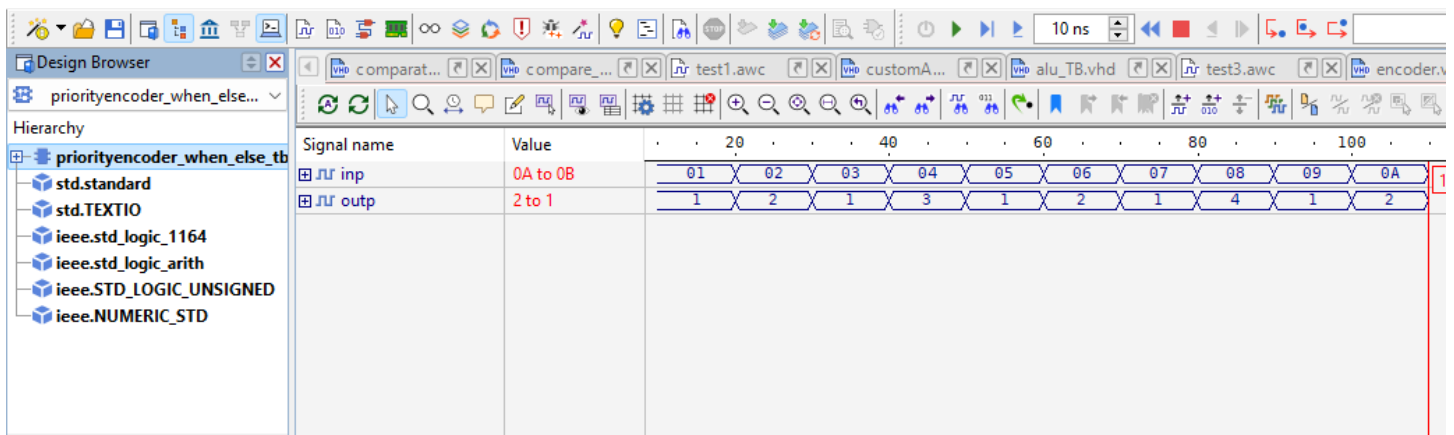 10 ns
Design Browser
comparat...
compare_...
test1.awc
customA...
alu_TB.vhd
test3.awc
encoder.v
priorityencoder_when_else...
Hierarchy
Signal name Value 20 40 60 80 100
priorityencoder_when_else_tb
inp 0A to 0B 01 02 03 04 05 06 07 08 09 0A
std.standard
outp 2 to 1 1 2 1 3 1 2 1 4 1 2
std.TEXTIO
ieee.std_logic_1164
ieee.std_logic_arith
ieee.STD_LOGIC_UNSIGNED
ieee.NUMERIC_STD